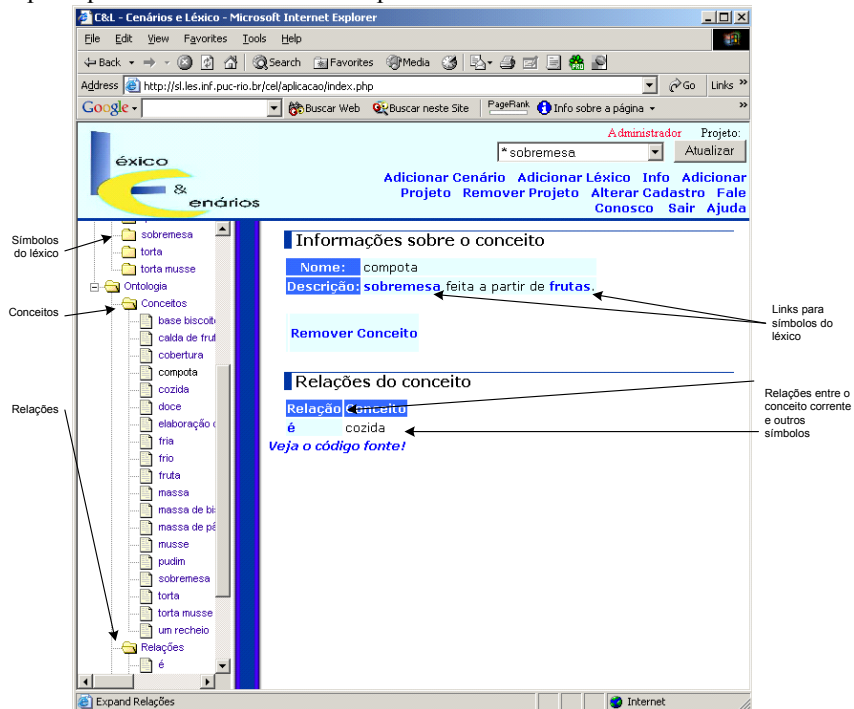 C&L - Cenários e Léxico - Microsoft Internet Explorer
File Edit View Favorites Tools Help
Back Search Favorites Media
Address http://sl.les.inf.puc-rio.br/cel/aplicacao/index.php Go Links »
Google Buscar Web Buscar neste Site PageRank Info sobre a página »
Administrador Projeto:
* sobremesa Atualizar
éxico
&
enários
Adicionar Cenário Adicionar Léxico Info Adicionar
Projeto Remover Projeto Alterar Cadastro Fale
Conosco Sair Ajuda
Símbolos
do léxico
Conceitos
Relações
sobremesa
torta
torta musse
Ontologia
Conceitos
base biscoito
calda de frut
cobertura
compota
cozida
doce
elaboração
fria
frio
fruta
massa
massa de bi
massa de pã
musse
pudim
sobremesa
torta
torta musse
um recheio
Relações
é
Informações sobre o conceito
Nome: compota
Descrição: sobremesa feita a partir de frutas.
Remover Conceito
Relações do conceito
Relação Conceito
é cozida
Veja o código fonte!
Links para
símbolos do
léxico
Relações entre o
conceito corrente
e outros
símbolos
Expand Relações Internet